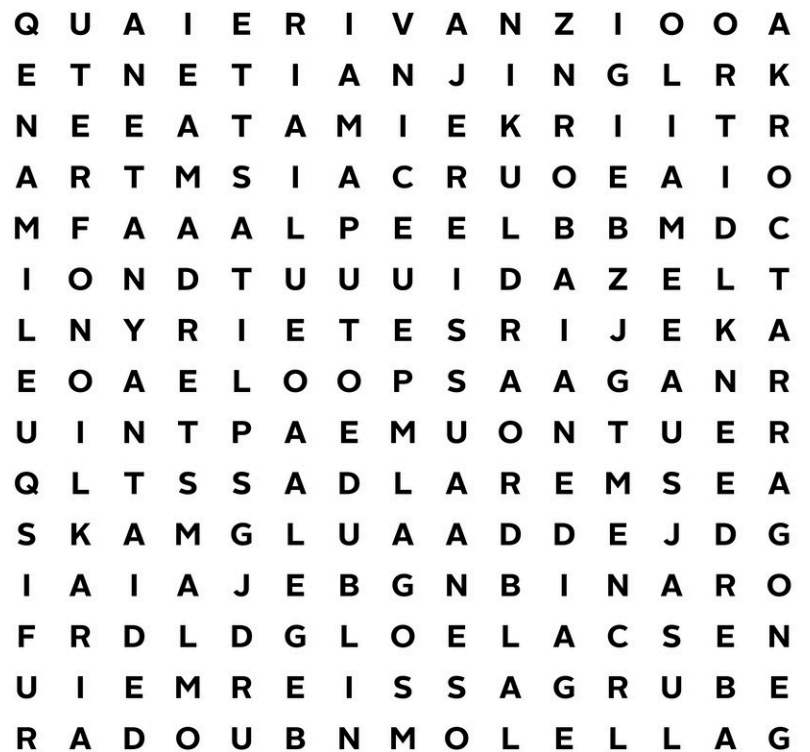 Q U A I E R I V A N Z I O O A
E T N E T I A N J I N G L R K
N E E A T A M I E K R I I T R
A R T M S I A C R U O E A I O
M F A A A L P E E L B B M D C
I O N D T U U U I D A Z E L T
L N Y R I E T E S R I J E K A
E O A E L O O P S A A G A N R
U I N T P A E M U O N T U E R
Q L T S S A D L A R E M S E A
S K A M G L U A A D D E J D G
I A I A J E B G N B I N A R O
F R D L D G L O E L A C S E N
U I E M R E I S S A G R U B E
R A D O U B N M O L E L L A G